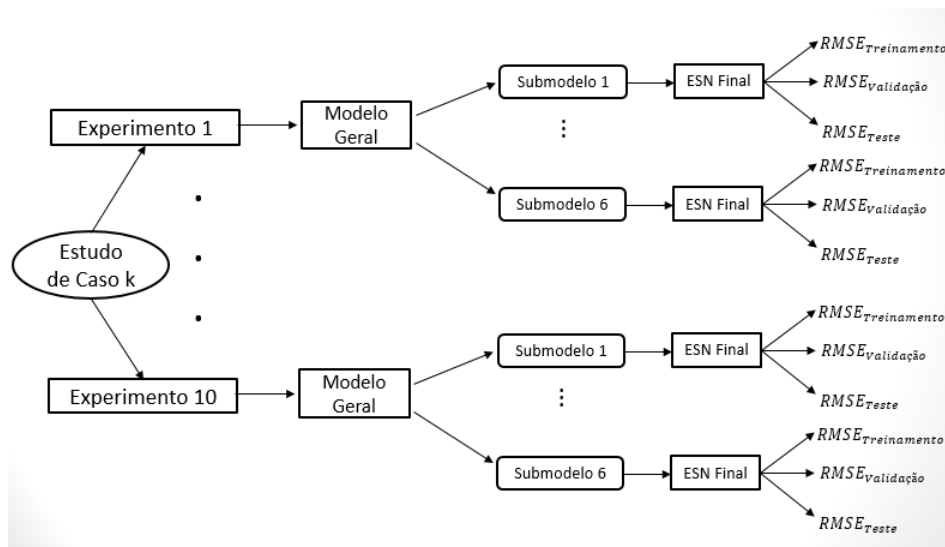 Estudo
de Caso k
Experimento 1
Modelo
Geral
Submodelo 1
ESN Final
RMSE_Treinamento
RMSE_Validação
RMSE_Teste
Submodelo 6
ESN Final
RMSE_Treinamento
RMSE_Validação
RMSE_Teste
Experimento 10
Modelo
Geral
Submodelo 1
ESN Final
RMSE_Treinamento
RMSE_Validação
RMSE_Teste
Submodelo 6
ESN Final
RMSE_Treinamento
RMSE_Validação
RMSE_Teste